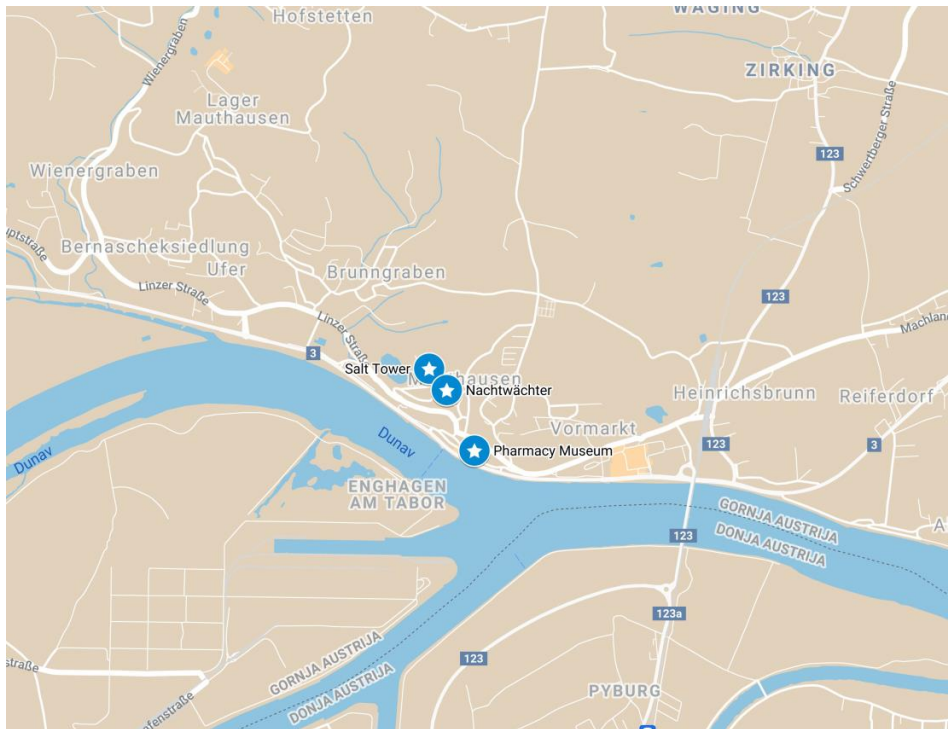 Hofstetten
WAGING
ZIRKING
Wienergraben
Lager
Mauthausen
123
Schwertberger Straße
Wienergraben
Bernascheksiedlung
Ufer
Brunngraben
Linzer Straße
123
3
Linzer
Salt Tower
Nachtwächter
Heinrichsbrunn
Reiferdorf
Vormarkt
Dunav
Dunav
Pharmacy Museum
123
3
ENGHAGEN
AM TABOR
GORNJA AUSTRIJA
DONJA AUSTRIJA
123
123a
GORNJA AUSTRIJA
DONJA AUSTRIJA
123
PYBURG